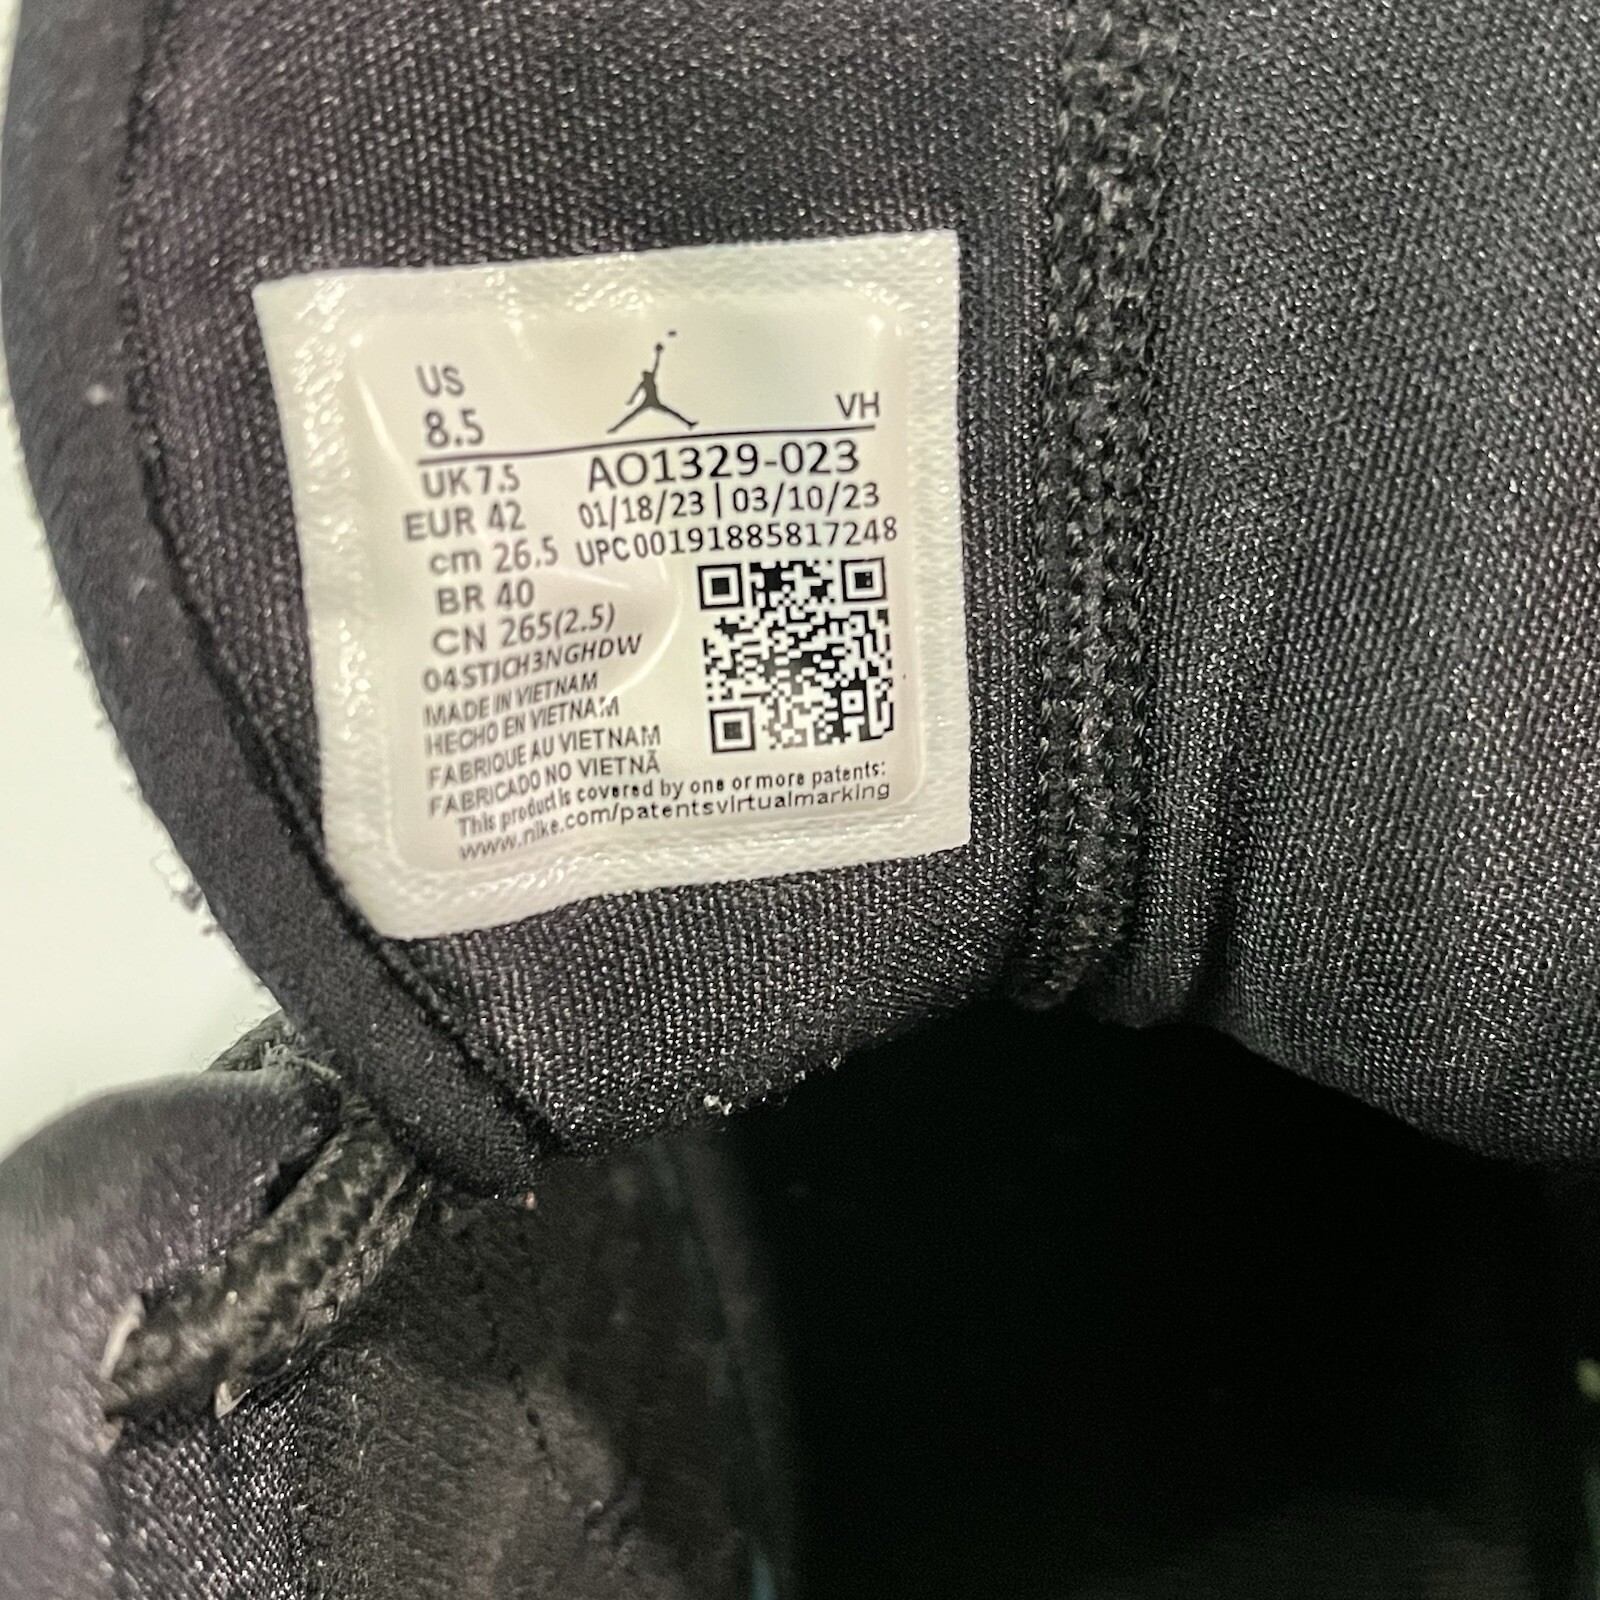 US
8.5
VH
UK 7.5
AO1329-023
EUR 42
01/18/23 | 03/10/23
cm 26.5
UPC00191885817248
BR 40
CN 265(2.5)
04STJCH3NGHDW
MADE IN VIETNAM
HECHO EN VIETNAM
FABRIQUE AU VIETNAM
FABRICADO NO VIETNÃ
This product is covered by one or more patents:
www.nike.com/patentsvirtualmarking